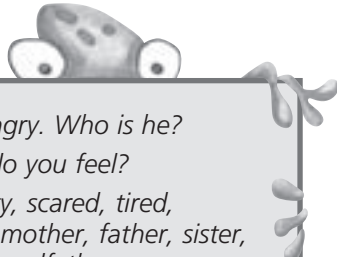 ngry. Who is he?
do you feel?
y, scared, tired,
mother, father, sister,